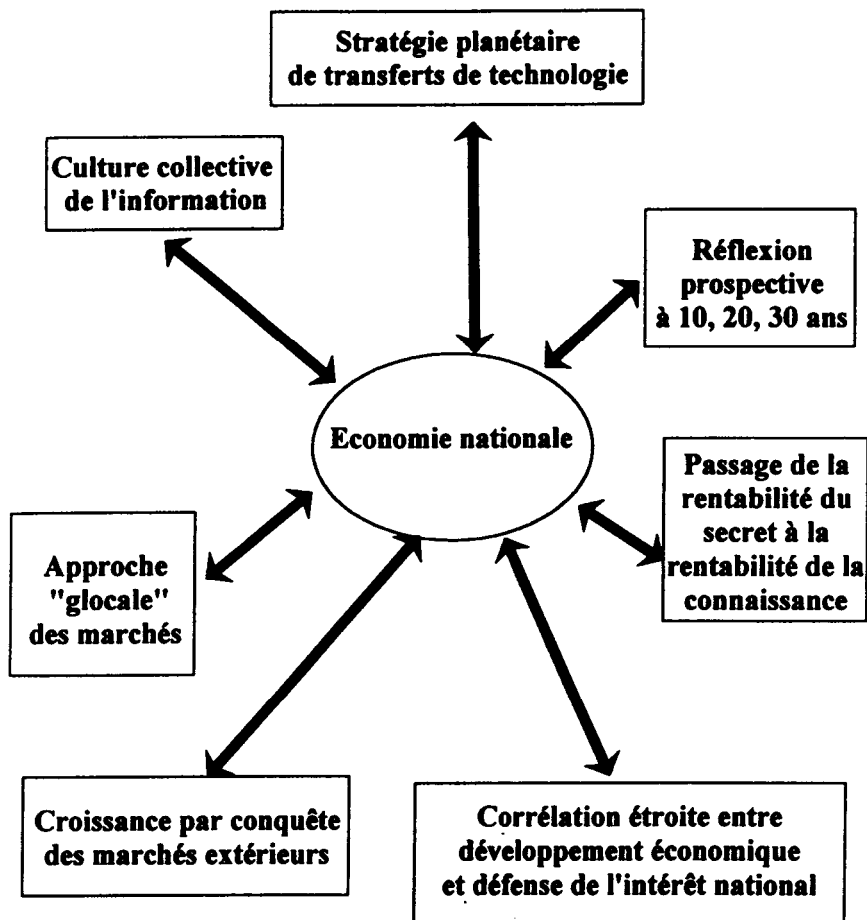 Stratégie planétaire
de transferts de technologie
Culture collective
de l'information
Réflexion
prospective
à 10, 20, 30 ans
Economie nationale
Passage de la
rentabilité du
secret à la
rentabilité de la
connaissance
Approche
"glocale"
des marchés
Croissance par conquête
des marchés extérieurs
Corrélation étroite entre
développement économique
et défense de l'intérêt national